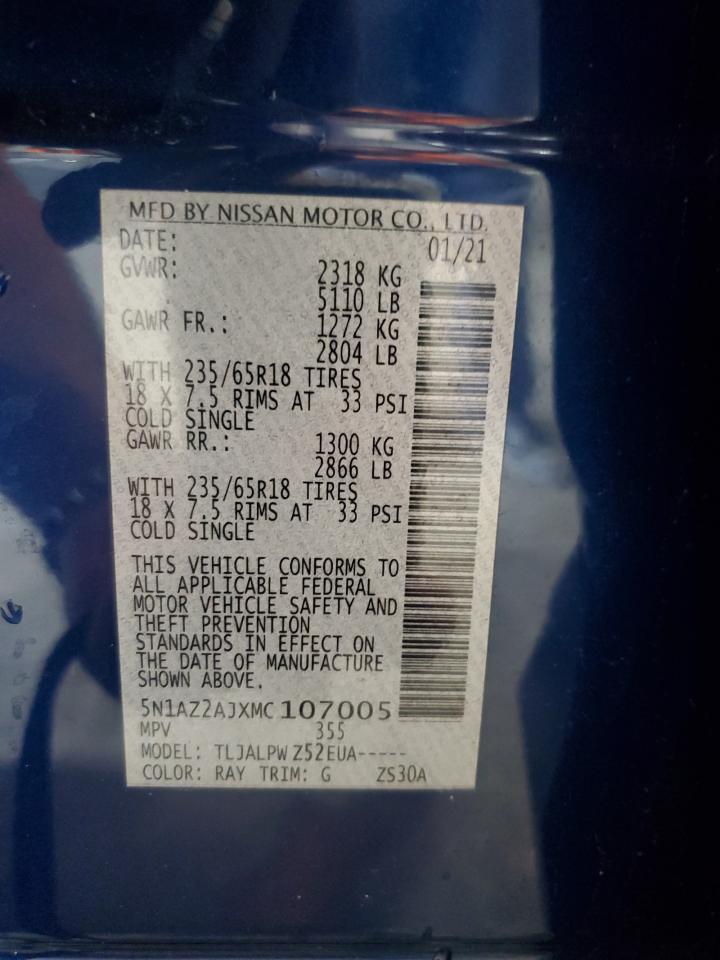 MFD BY NISSAN MOTOR CO., LTD.
DATE: 01/21
GVWR: 2318 KG
5110 LB
GAWR FR.: 1272 KG
2804 LB
WITH 235/65R18 TIRES
18 X 7.5 RIMS AT 33 PSI
COLD SINGLE
GAWR RR.: 1300 KG
2866 LB
WITH 235/65R18 TIRES
18 X 7.5 RIMS AT 33 PSI
COLD SINGLE
THIS VEHICLE CONFORMS TO
ALL APPLICABLE FEDERAL
MOTOR VEHICLE SAFETY AND
THEFT PREVENTION
STANDARDS IN EFFECT ON
THE DATE OF MANUFACTURE
SHOWN ABOVE.
5N1AZ2AJXMC107005
MPV 355
MODEL: TLJALPW Z52EUA-----
COLOR: RAY TRIM: G ZS30A